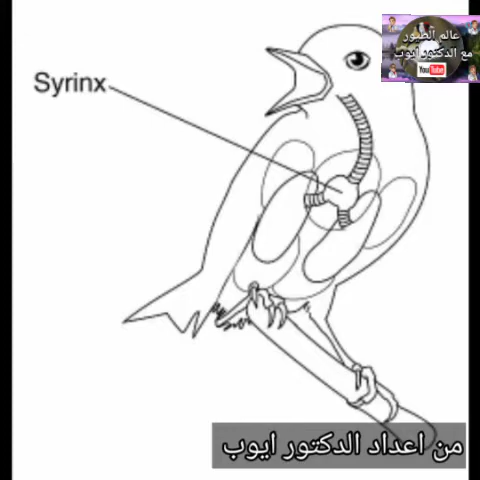 عالم الطيور
مع الدكتور ايوب
YouTube
Syrinx
من اعداد الدكتور ايوب